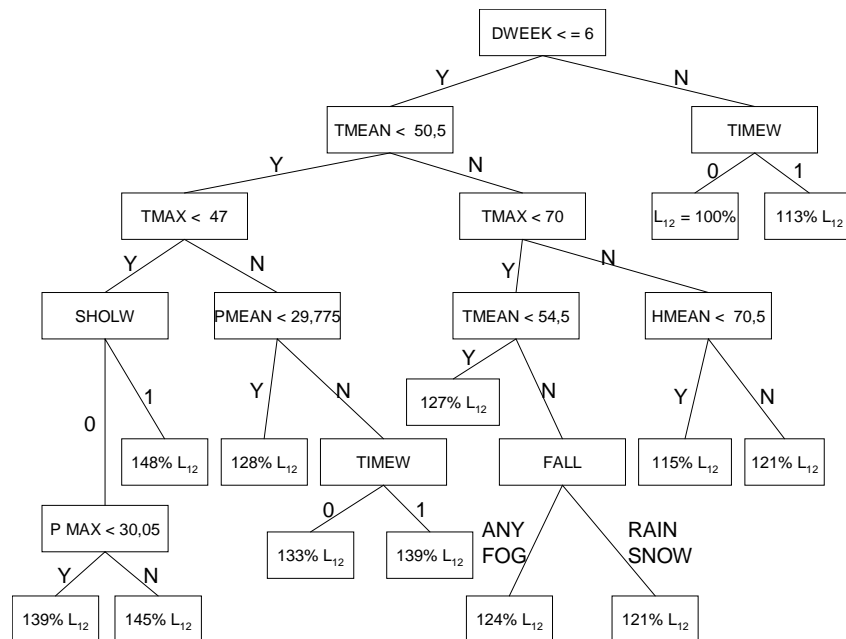 DWEEK < = 6
Y
N
TMEAN < 50,5
TIMEW
Y
N
0
1
TMAX < 47
TMAX < 70
L12 = 100%
113% L12
Y
N
Y
N
SHOLW
PMEAN < 29,775
TMEAN < 54,5
HMEAN < 70,5
0
1
Y
N
Y
N
Y
N
127% L12
148% L12
128% L12
TIMEW
FALL
115% L12
121% L12
P MAX < 30,05
0
1
ANY
FOG
RAIN
SNOW
133% L12
139% L12
Y
N
139% L12
145% L12
124% L12
121% L12